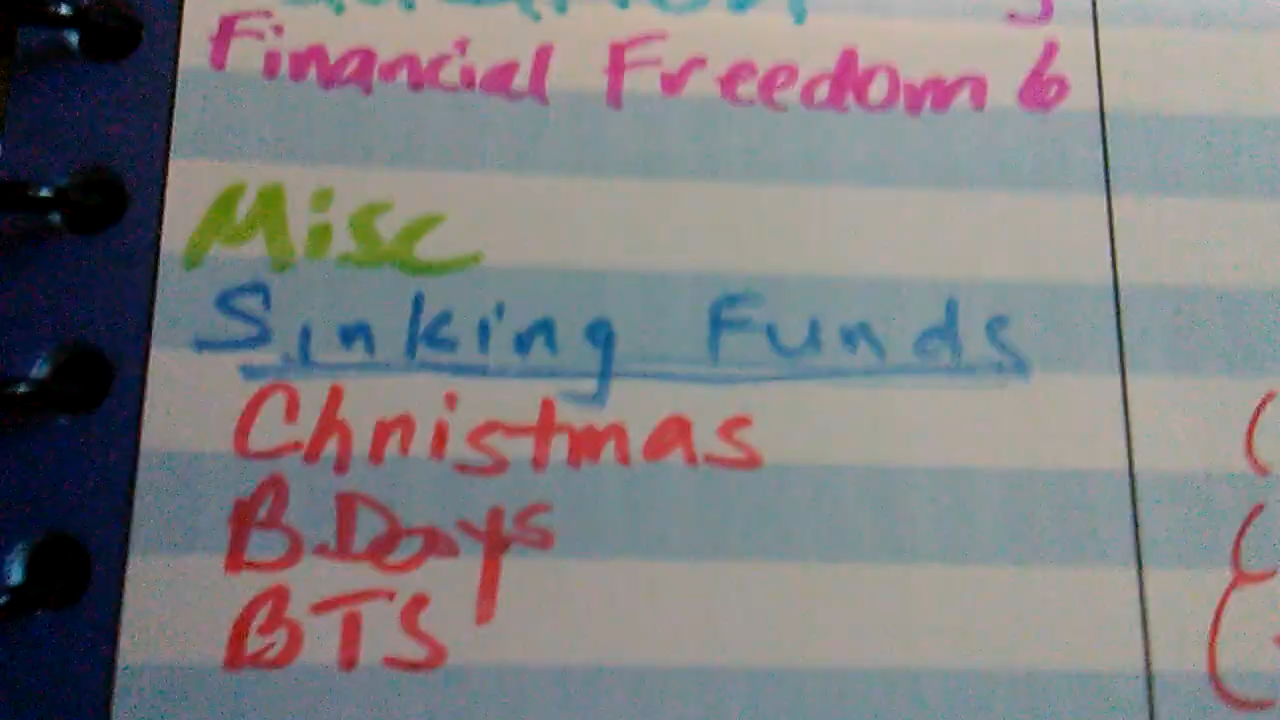 Financial Freedom 6
Misc
Sinking Funds
Christmas
B.Days
BTS